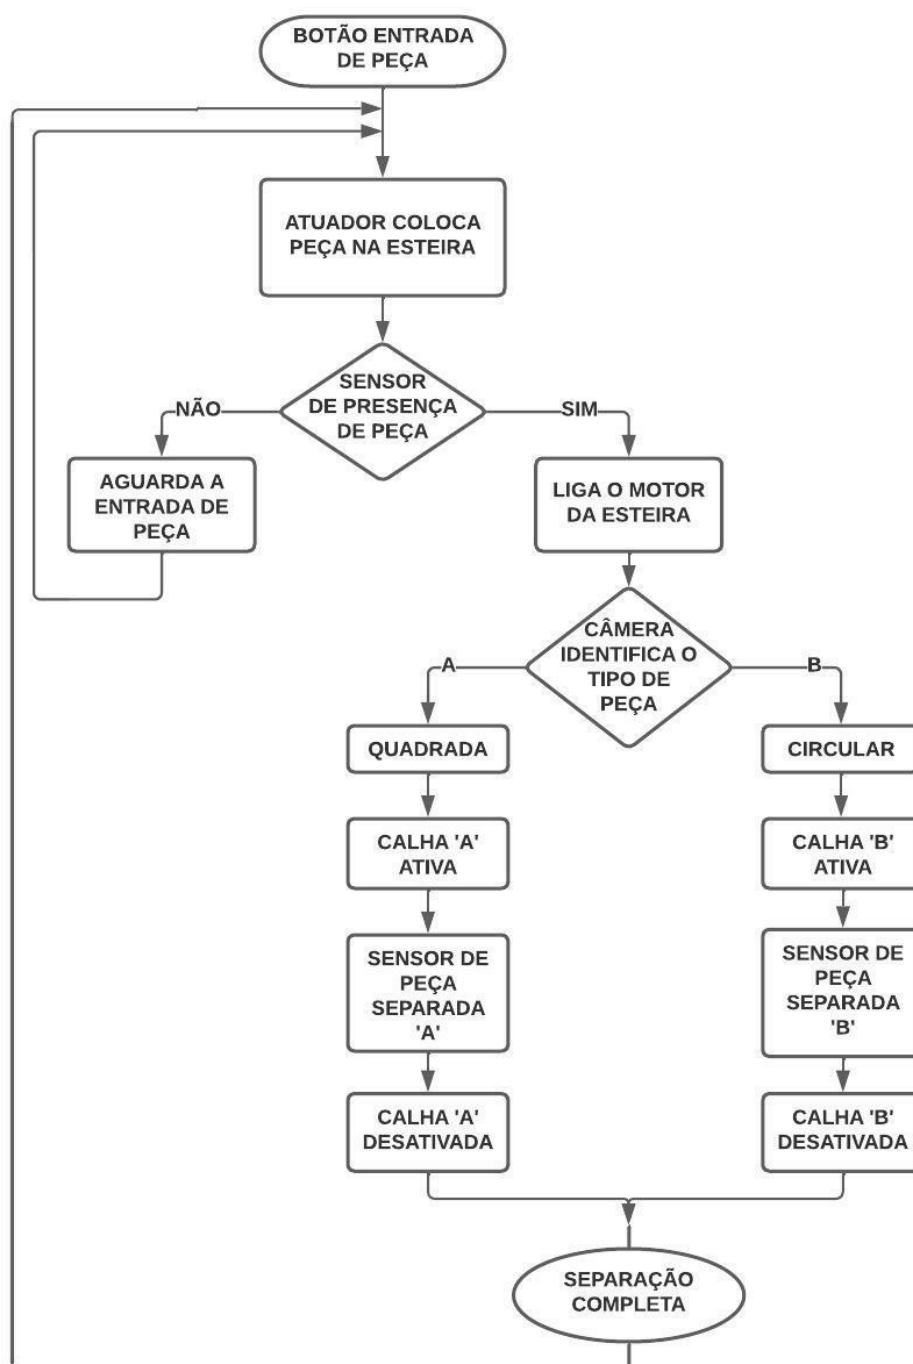 BOTÃO ENTRADA
DE PEÇA
ATUADOR COLOCA
PEÇA NA ESTEIRA
SENSOR
DE PRESENÇA
DE PEÇA
NÃO
SIM
AGUARDA A
ENTRADA DE
PEÇA
LIGA O MOTOR
DA ESTEIRA
CÂMERA
IDENTIFICA O
TIPO DE
PEÇA
A
B
QUADRADA
CIRCULAR
CALHA 'A'
ATIVA
CALHA 'B'
ATIVA
SENSOR DE
PEÇA
SEPARADA
'A'
SENSOR DE
PEÇA
SEPARADA
'B'
CALHA 'A'
DESATIVADA
CALHA 'B'
DESATIVADA
SEPARAÇÃO
COMPLETA